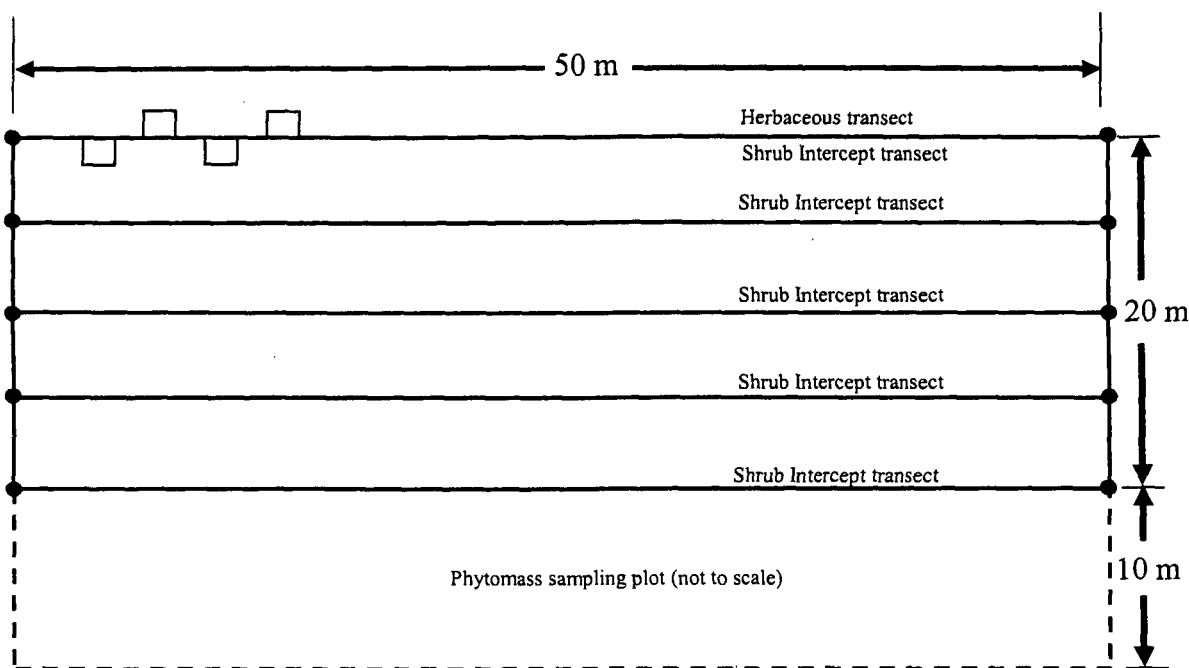 50 m
Herbaceous transect
Shrub Intercept transect
Shrub Intercept transect
Shrub Intercept transect
20 m
Shrub Intercept transect
Shrub Intercept transect
Phytomass sampling plot (not to scale)
10 m